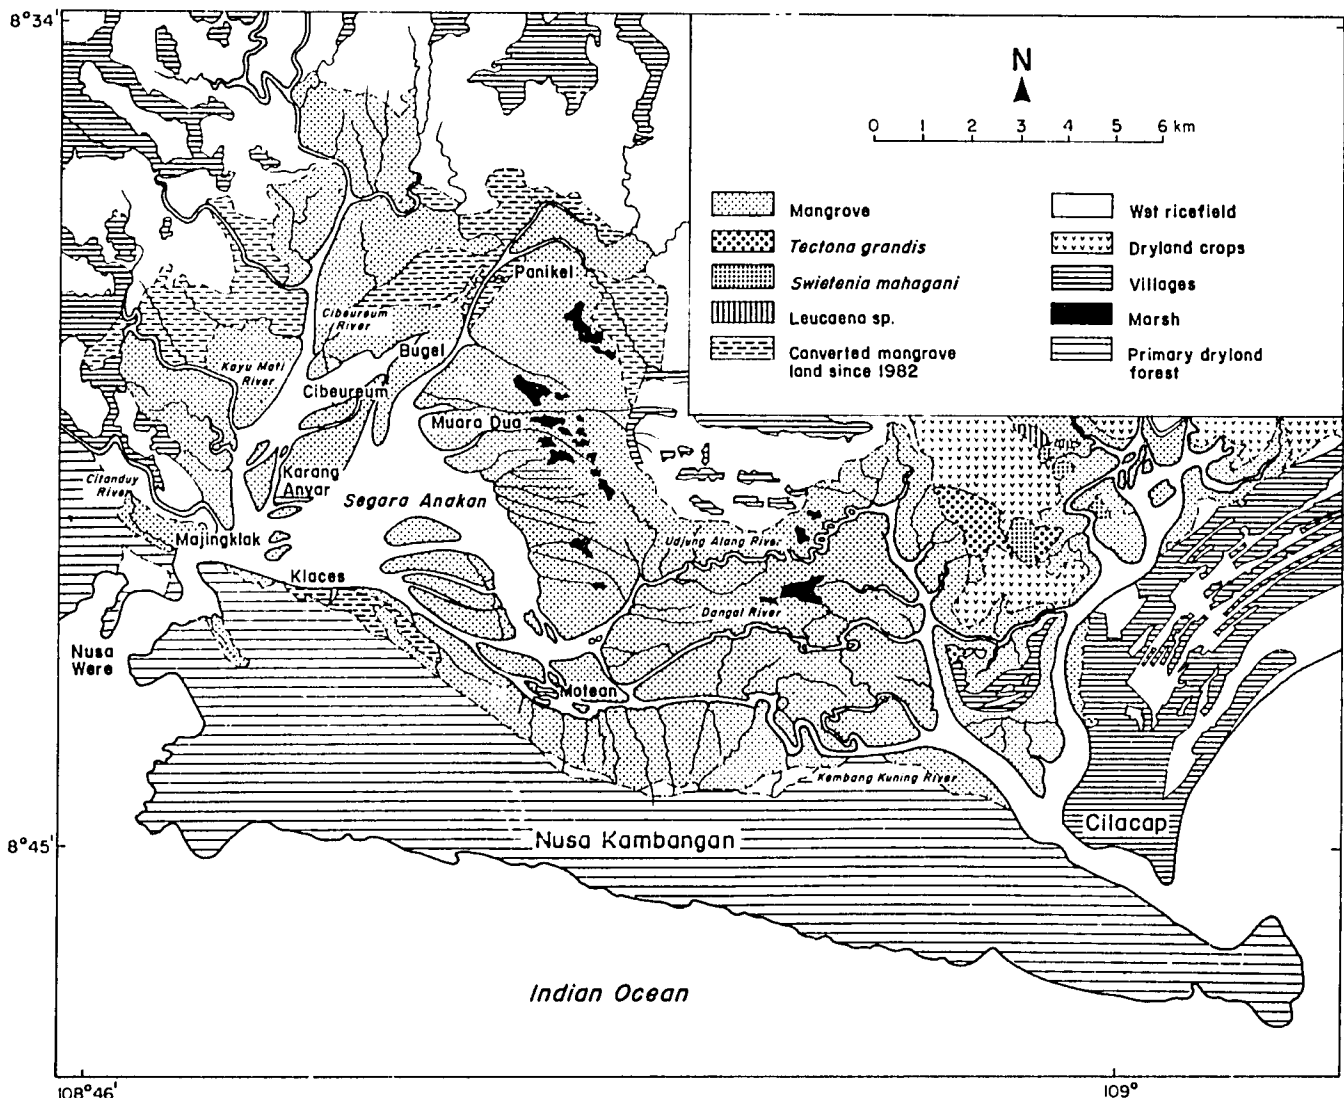 8°34'
N
0 1 2 3 4 5 6 km
Mangrove
Tectona grandis
Swietenia mahagani
Leucaena sp.
Converted mangrove
land since 1982
Wet ricefield
Dryland crops
Villages
Marsh
Primary dryland
forest
Panikel
Cibeureum
River
Bugel
Kayu Mati
River
Cibeureum
Muara Dua
Karang
Anyar
Citanduy
River
Segara Anakan
Majingklak
Udjung Alang River
Klaces
Dangal River
Nusa
Were
Motean
Kembang Kuning River
Cilacap
8°45'
Nusa Kambangan
Indian Ocean
108°46'
109°